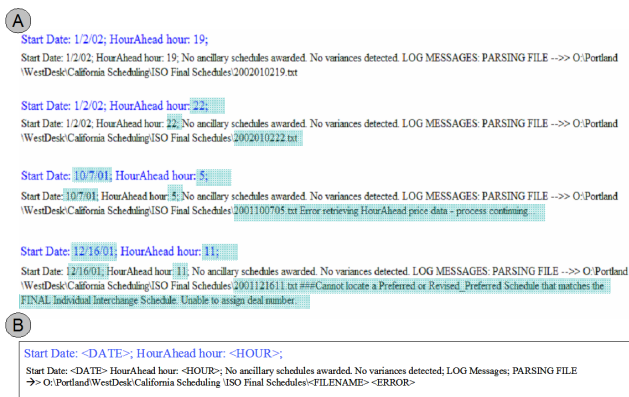 A
Start Date: 1/2/02; HourAhead hour: 19;
Start Date: 1/2/02; HourAhead hour: 19; No ancillary schedules awarded. No variances detected. LOG MESSAGES: PARSING FILE -->> O:\Portland
\WestDesk\California Scheduling\ISO Final Schedules\2002010219.txt
Start Date: 1/2/02; HourAhead hour: 22;
Start Date: 1/2/02; HourAhead hour: 22; No ancillary schedules awarded. No variances detected. LOG MESSAGES: PARSING FILE -->> O:\Portland
\WestDesk\California Scheduling\ISO Final Schedules\2002010222.txt
Start Date: 10/7/01; HourAhead hour: 5;
Start Date: 10/7/01; HourAhead hour: 5; No ancillary schedules awarded. No variances detected. LOG MESSAGES: PARSING FILE -->> O:\Portland
\WestDesk\California Scheduling\ISO Final Schedules\2001100705.txt Error retrieving HourAhead price data - process continuing...
Start Date: 12/16/01; HourAhead hour: 11;
Start Date: 12/16/01; HourAhead hour: 11; No ancillary schedules awarded. No variances detected. LOG MESSAGES: PARSING FILE -->> O:\Portland
\WestDesk\California Scheduling\ISO Final Schedules\2001121611.txt ###Cannot locate a Preferred or Revised_Preferred Schedule that matches the
FINAL Individual Interchange Schedule. Unable to assign deal number.
B
Start Date: <DATE>; HourAhead hour: <HOUR>;
Start Date: <DATE> HourAhead hour: <HOUR>; No ancillary schedules awarded. No variances detected; LOG Messages; PARSING FILE
→> O:\Portland\WestDesk\California Scheduling \ISO Final Schedules\<FILENAME> <ERROR>